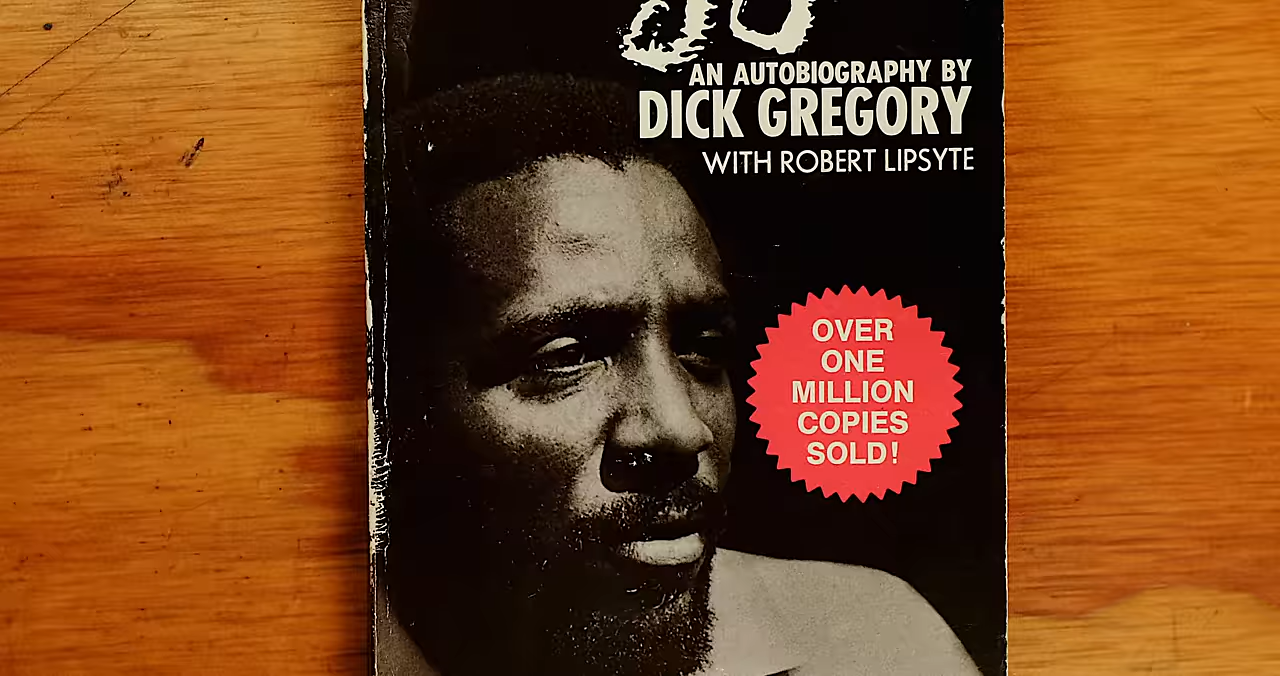 AN AUTOBIOGRAPHY BY
DICK GREGORY
WITH ROBERT LIPSYTE
OVER
ONE
MILLION
COPIES
SOLD!